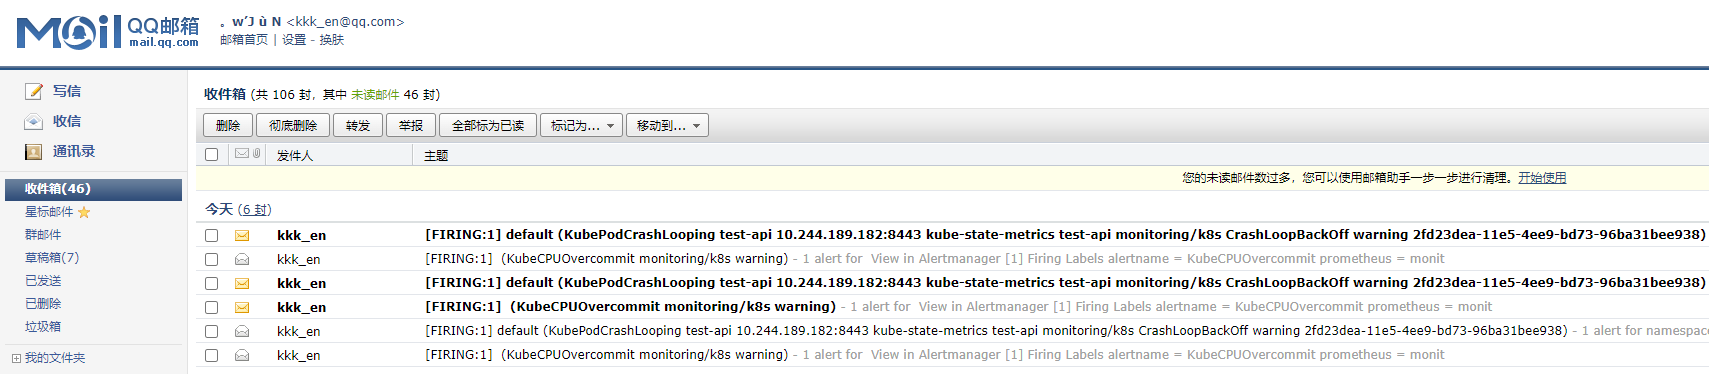 Mail QQ邮箱 mail.qq.com
。w'J ù N <kkk_en@qq.com>
邮箱首页 | 设置 - 换肤
写信
收信
通讯录
收件箱(46)
星标邮件
群邮件
草稿箱(7)
已发送
已删除
垃圾箱
我的文件夹
收件箱 (共 106 封，其中 未读邮件 46 封)
删除 彻底删除 转发 举报 全部标为已读 标记为... 移动到...
发件人 主题
您的未读邮件数过多，您可以使用邮箱助手一步一步进行清理。开始使用
今天 (6 封)
kkk_en [FIRING:1] default (KubePodCrashLooping test-api 10.244.189.182:8443 kube-state-metrics test-api monitoring/k8s CrashLoopBackOff warning 2fd23dea-11e5-4ee9-bd73-96ba31bee938)
kkk_en [FIRING:1] (KubeCPUOvercommit monitoring/k8s warning) - 1 alert for View in Alertmanager [1] Firing Labels alertname = KubeCPUOvercommit prometheus = monit
kkk_en [FIRING:1] default (KubePodCrashLooping test-api 10.244.189.182:8443 kube-state-metrics test-api monitoring/k8s CrashLoopBackOff warning 2fd23dea-11e5-4ee9-bd73-96ba31bee938)
kkk_en [FIRING:1] (KubeCPUOvercommit monitoring/k8s warning) - 1 alert for View in Alertmanager [1] Firing Labels alertname = KubeCPUOvercommit prometheus = monit
kkk_en [FIRING:1] default (KubePodCrashLooping test-api 10.244.189.182:8443 kube-state-metrics test-api monitoring/k8s CrashLoopBackOff warning 2fd23dea-11e5-4ee9-bd73-96ba31bee938) - 1 alert for namespac
kkk_en [FIRING:1] (KubeCPUOvercommit monitoring/k8s warning) - 1 alert for View in Alertmanager [1] Firing Labels alertname = KubeCPUOvercommit prometheus = monit